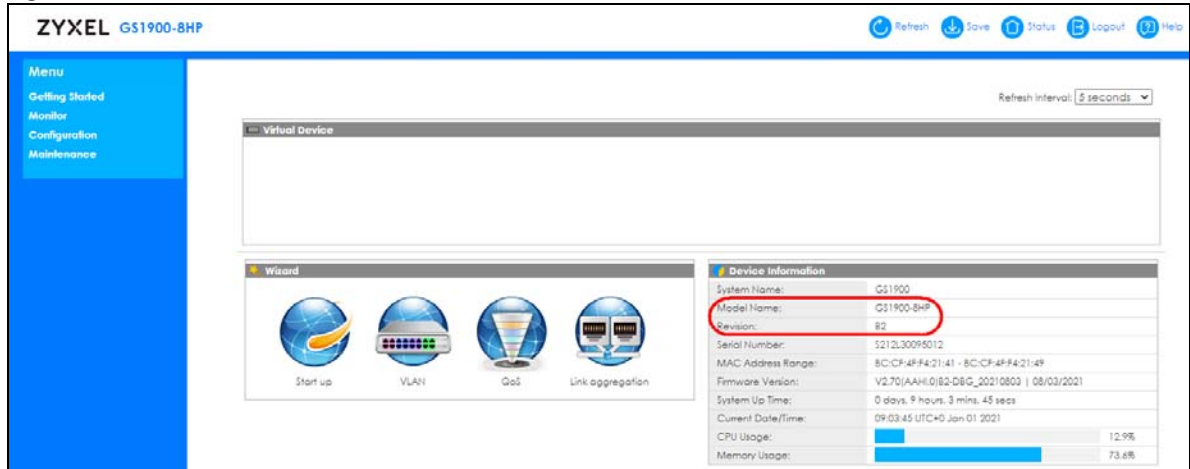 ZYXEL GS1900-8HP
Refresh Save Status Logout Help
Menu
Getting Started
Monitor
Configuration
Maintenance
Refresh interval: 5 seconds
Virtual Device
Wizard
Start up VLAN QoS Link aggregation
Device Information
System Name: GS1900
Model Name: GS1900-8HP
Revision: B2
Serial Number: S212L30095012
MAC Address Range: BC:CF:4F:F4:21:41 - BC:CF:4F:F4:21:49
Firmware Version: V2.70(AAHI.0)B2-DBG_20210803 | 08/03/2021
System Up Time: 0 days, 9 hours, 3 mins, 45 secs
Current Date/Time: 09:03:45 UTC+0 Jan 01 2021
CPU Usage: 12.9%
Memory Usage: 73.6%